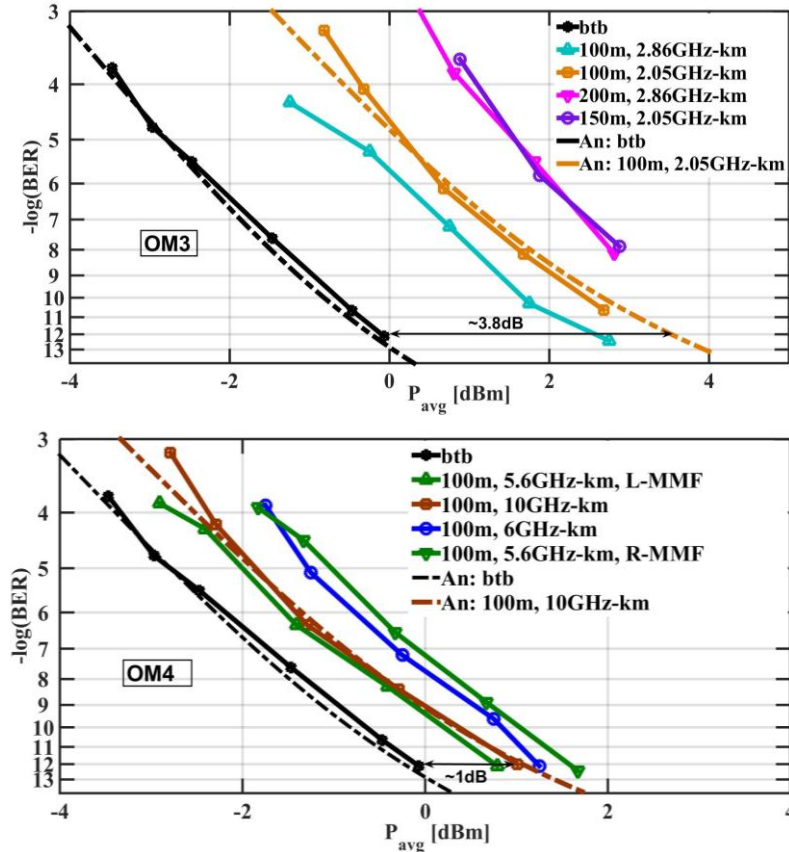 3
4
5
6
7
8
9
10
11
12
13
-log(BER)
btb
100m, 2.86GHz-km
100m, 2.05GHz-km
200m, 2.86GHz-km
150m, 2.05GHz-km
An: btb
An: 100m, 2.05GHz-km
OM3
~3.8dB
-4
-2
0
2
4
Pavg [dBm]
3
4
5
6
7
8
9
10
11
12
13
-log(BER)
btb
100m, 5.6GHz-km, L-MMF
100m, 10GHz-km
100m, 6GHz-km
100m, 5.6GHz-km, R-MMF
An: btb
An: 100m, 10GHz-km
OM4
~1dB
-4
-2
0
2
4
Pavg [dBm]